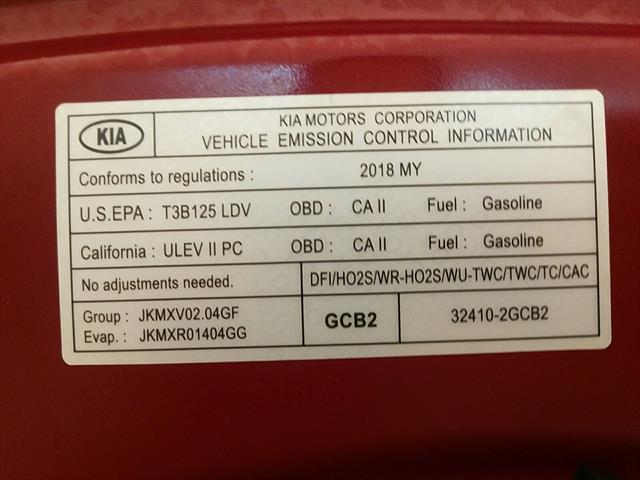 KIA
KIA MOTORS CORPORATION
VEHICLE EMISSION CONTROL INFORMATION
Conforms to regulations : 2018 MY
U.S.EPA : T3B125 LDV OBD : CA II Fuel : Gasoline
California : ULEV II PC OBD : CA II Fuel : Gasoline
No adjustments needed. DFI/HO2S/WR-HO2S/WU-TWC/TWC/TC/CAC
Group : JKMXV02.04GF
Evap. : JKMXR01404GG
GCB2
32410-2GCB2